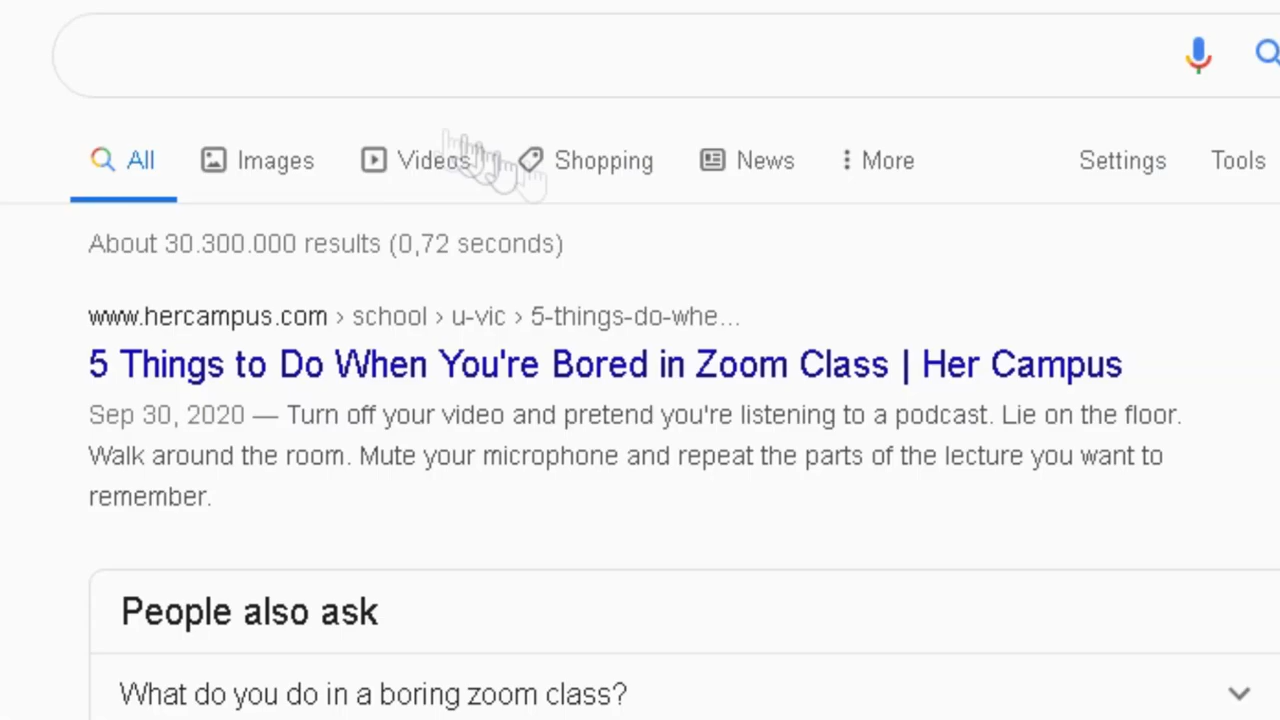 All Images Videos Shopping News More Settings Tools
About 30.300.000 results (0,72 seconds)
www.hercampus.com › school › u-vic › 5-things-do-whe...
5 Things to Do When You're Bored in Zoom Class | Her Campus
Sep 30, 2020 — Turn off your video and pretend you're listening to a podcast. Lie on the floor.
Walk around the room. Mute your microphone and repeat the parts of the lecture you want to
remember.
People also ask
What do you do in a boring zoom class?